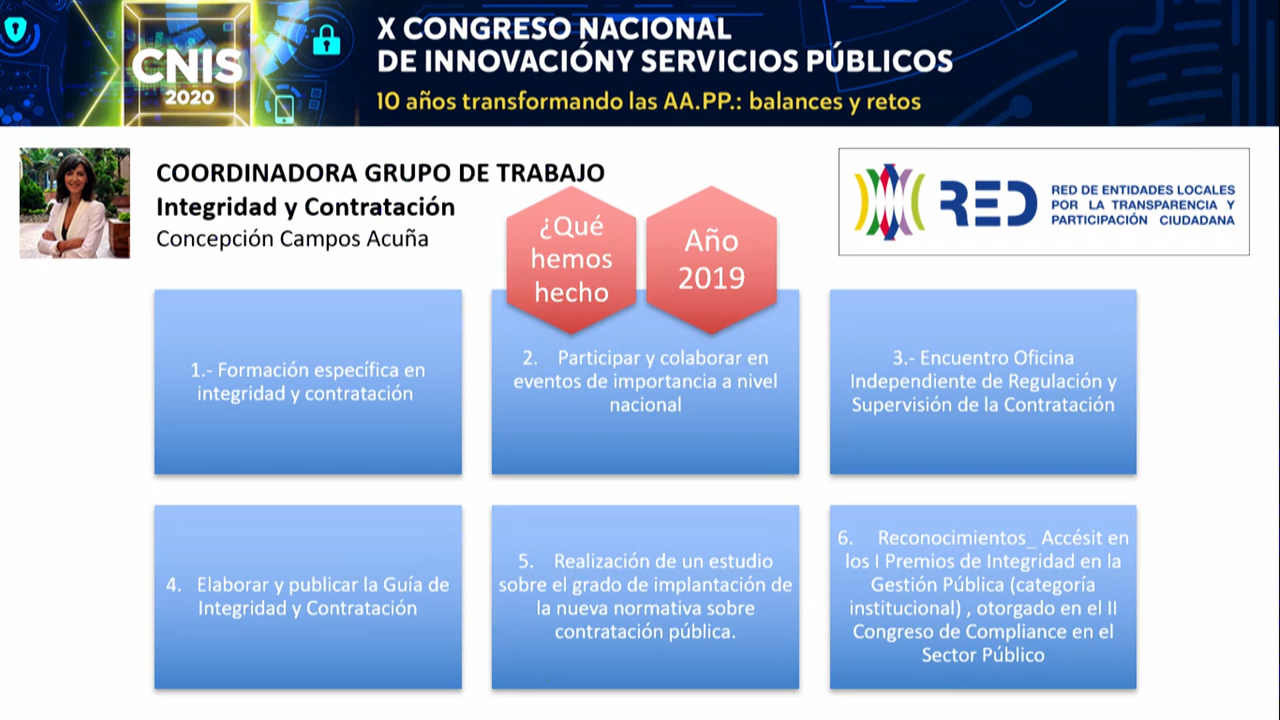 CNIS
2020
X CONGRESO NACIONAL
DE INNOVACIÓNY SERVICIOS PÚBLICOS
10 años transformando las AA.PP.: balances y retos
COORDINADORA GRUPO DE TRABAJO
Integridad y Contratación
Concepción Campos Acuña
¿Qué
hemos
hecho
Año
2019
RED
RED DE ENTIDADES LOCALES
POR LA TRANSPARENCIA Y
PARTICIPACIÓN CIUDADANA
1.- Formación específica en
integridad y contratación
2. Participar y colaborar en
eventos de importancia a nivel
nacional
3.- Encuentro Oficina
Independiente de Regulación y
Supervisión de la Contratación
4. Elaborar y publicar la Guía de
Integridad y Contratación
5. Realización de un estudio
sobre el grado de implantación de
la nueva normativa sobre
contratación pública.
6. Reconocimientos_ Accésit en
los I Premios de Integridad en la
Gestión Pública (categoría
institucional) , otorgado en el II
Congreso de Compliance en el
Sector Público